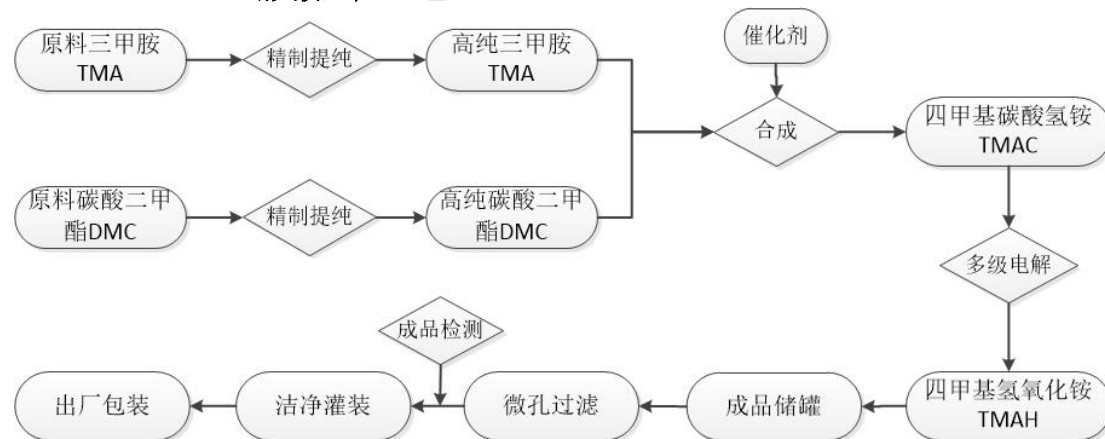 原料三甲胺
TMA
精制提纯
高纯三甲胺
TMA
催化剂
合成
四甲基碳酸氢铵
TMAC
原料碳酸二甲
酯DMC
精制提纯
高纯碳酸二甲
酯DMC
多级电解
成品检测
出厂包装
洁净灌装
微孔过滤
成品储罐
四甲基氢氧化铵
TMAH